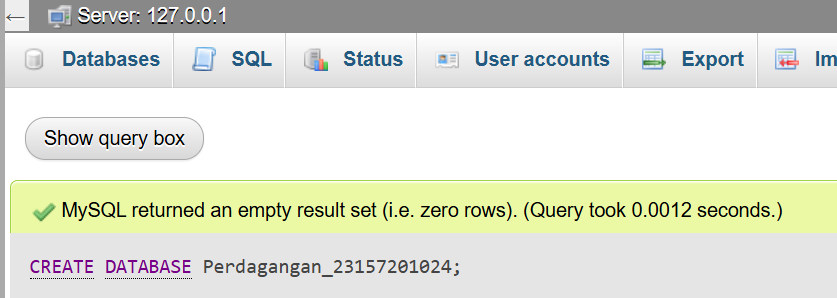 Server: 127.0.0.1
Databases SQL Status User accounts Export Im
Show query box
MySQL returned an empty result set (i.e. zero rows). (Query took 0.0012 seconds.)
CREATE DATABASE Perdagangan_23157201024;